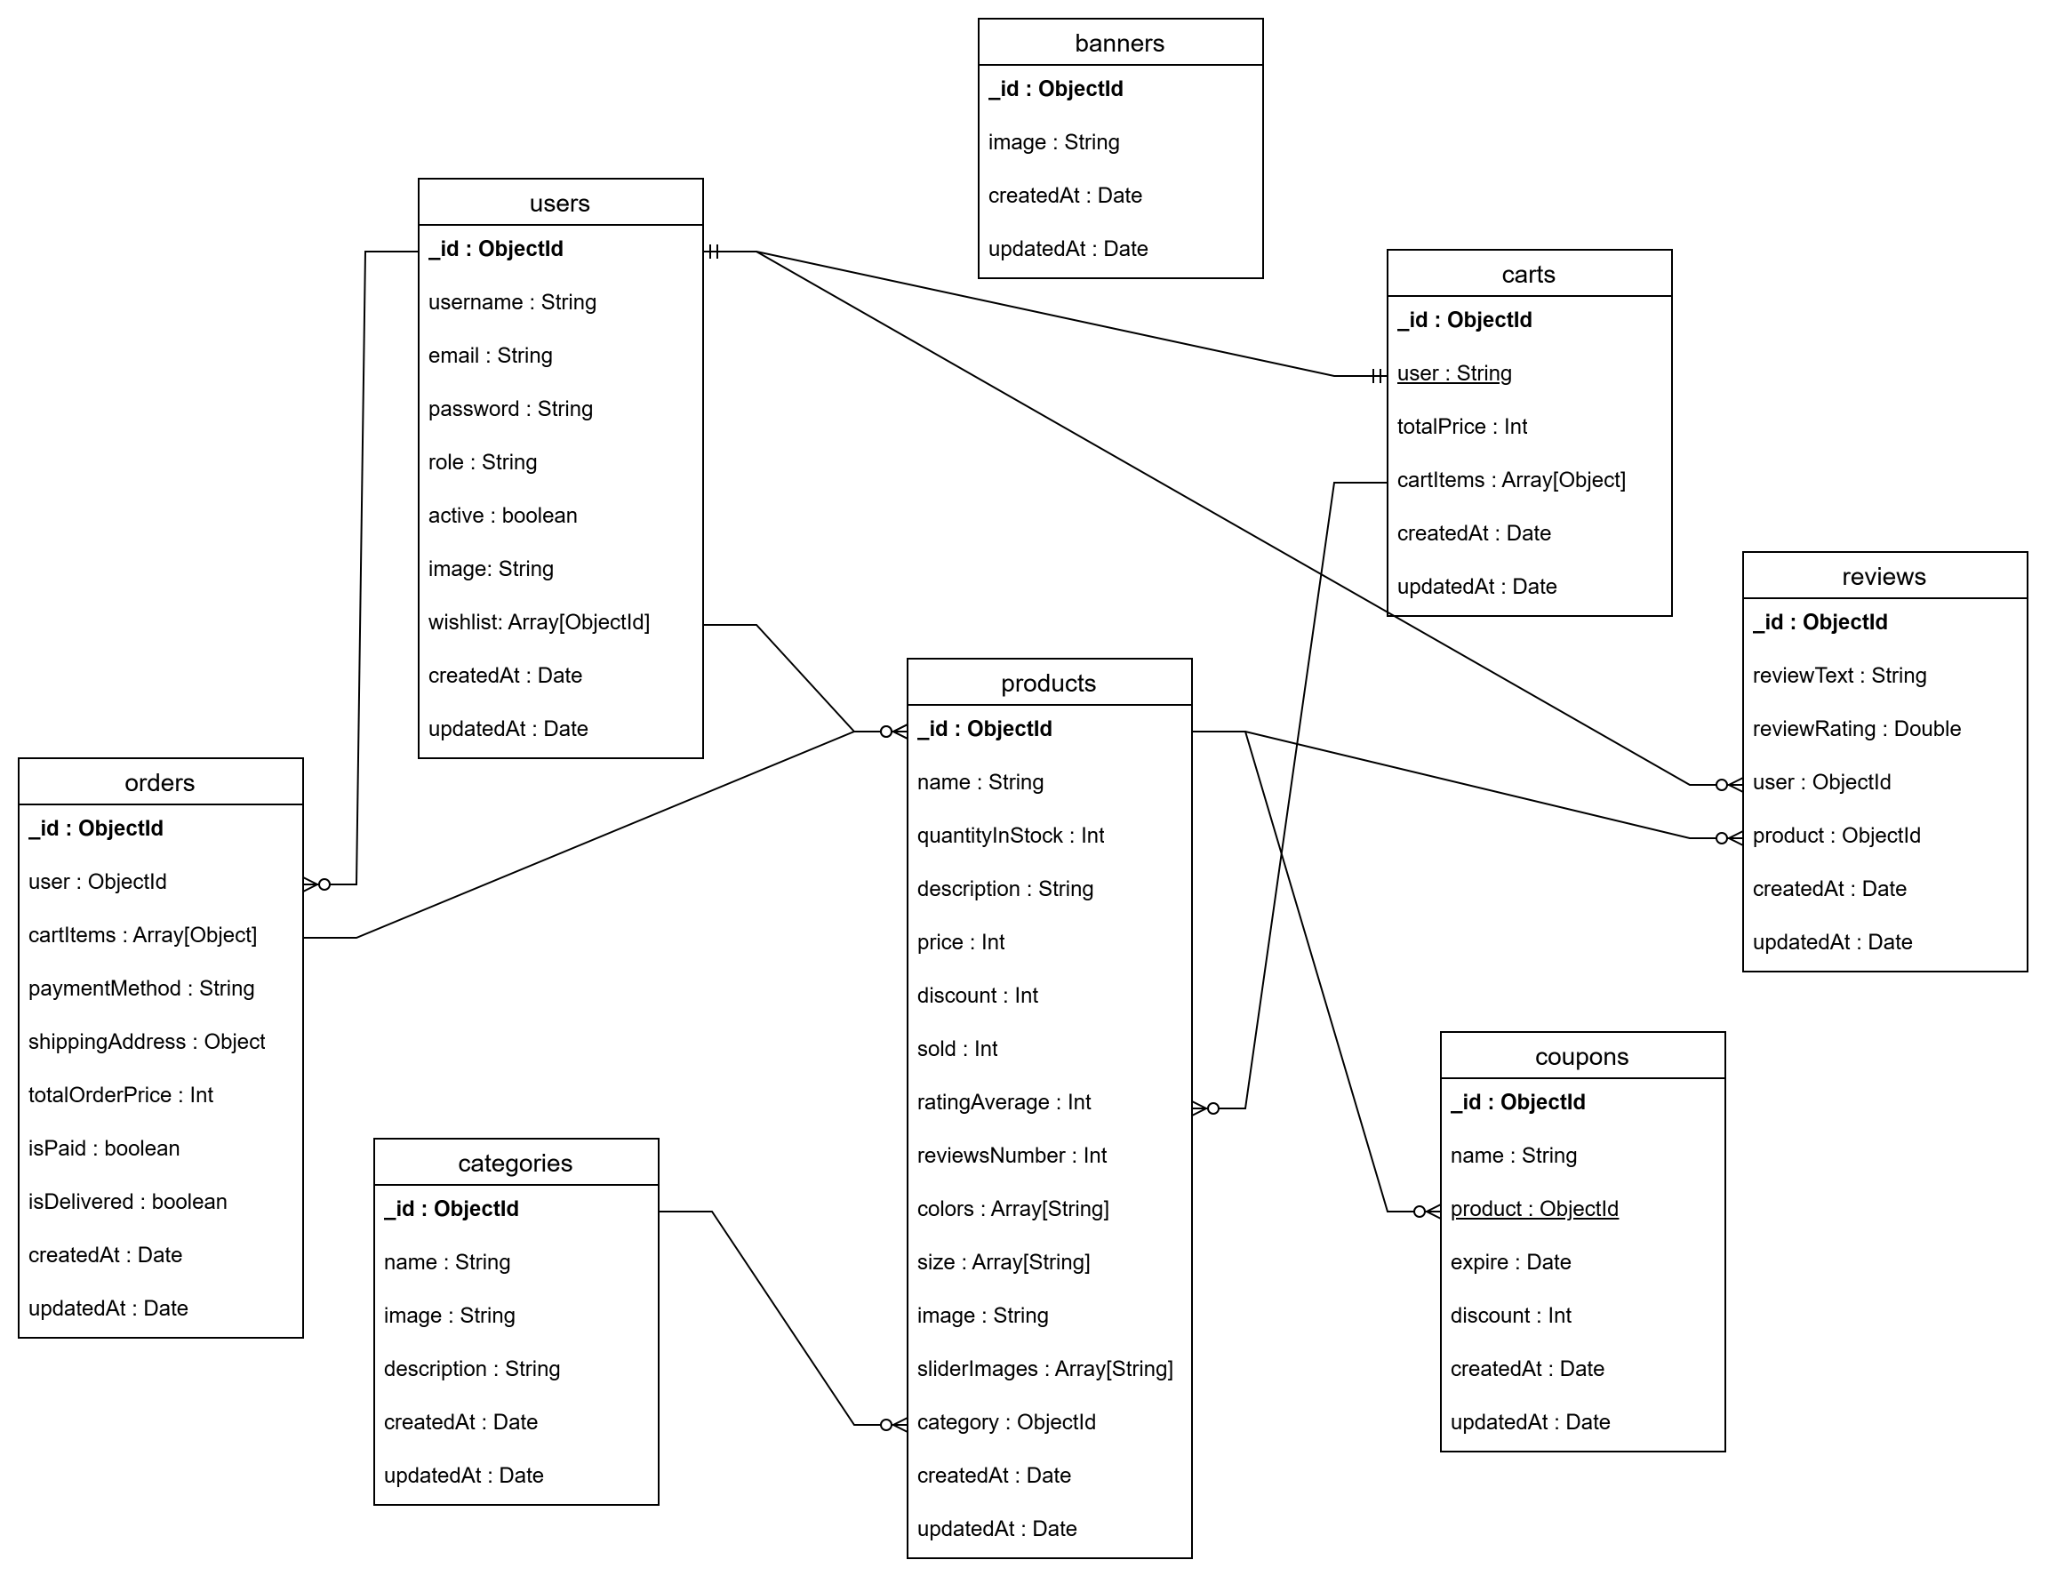 banners
_id : ObjectId
image : String
createdAt : Date
updatedAt : Date
users
_id : ObjectId
username : String
email : String
password : String
role : String
active : boolean
image: String
wishlist: Array[ObjectId]
createdAt : Date
updatedAt : Date
carts
_id : ObjectId
user : String
totalPrice : Int
cartItems : Array[Object]
createdAt : Date
updatedAt : Date
reviews
_id : ObjectId
reviewText : String
reviewRating : Double
user : ObjectId
product : ObjectId
createdAt : Date
updatedAt : Date
products
_id : ObjectId
name : String
quantityInStock : Int
description : String
price : Int
discount : Int
sold : Int
ratingAverage : Int
reviewsNumber : Int
colors : Array[String]
size : Array[String]
image : String
sliderImages : Array[String]
category : ObjectId
createdAt : Date
updatedAt : Date
orders
_id : ObjectId
user : ObjectId
cartItems : Array[Object]
paymentMethod : String
shippingAddress : Object
totalOrderPrice : Int
isPaid : boolean
isDelivered : boolean
createdAt : Date
updatedAt : Date
categories
_id : ObjectId
name : String
image : String
description : String
createdAt : Date
updatedAt : Date
coupons
_id : ObjectId
name : String
product : ObjectId
expire : Date
discount : Int
createdAt : Date
updatedAt : Date